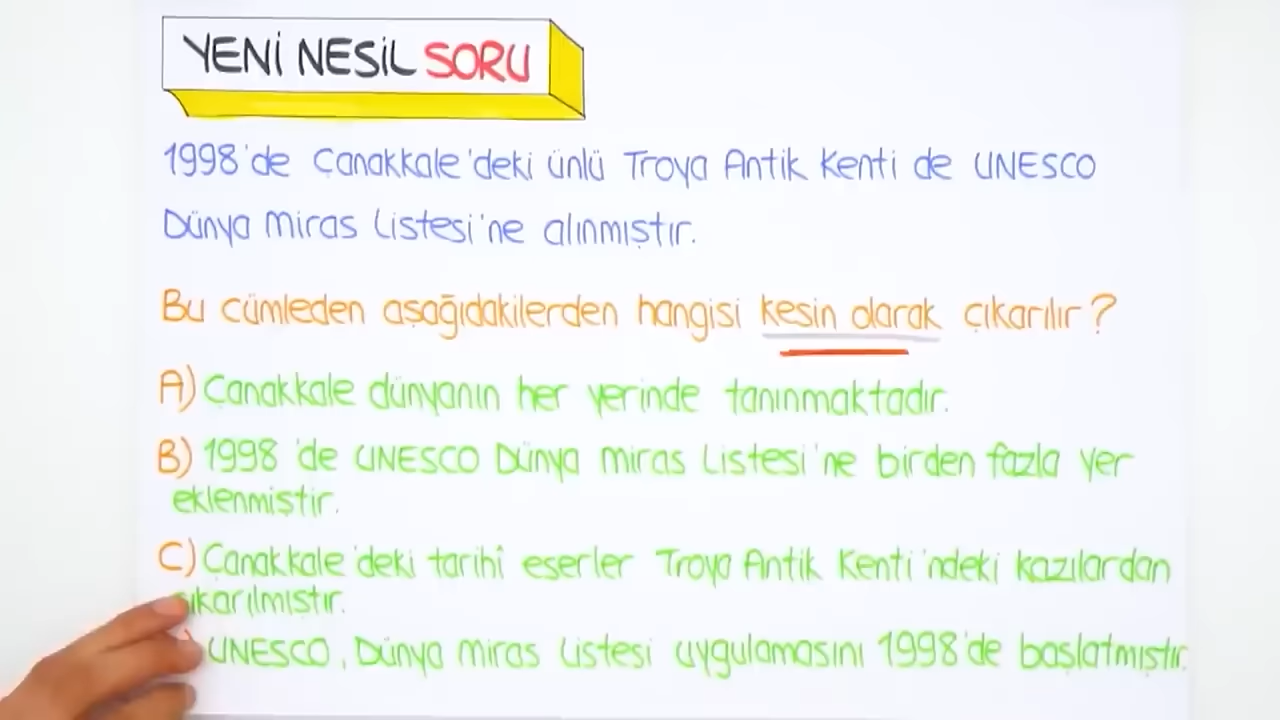 YENİ NESİL SORU
1998'de Çanakkale'deki ünlü Troya Antik Kenti de UNESCO
Dünya Miras Listesi'ne alınmıştır.
Bu cümleden aşağıdakilerden hangisi kesin olarak çıkarılır?
A) Çanakkale dünyanın her yerinde tanınmaktadır.
B) 1998'de UNESCO Dünya Miras Listesi'ne birden fazla yer
eklenmiştir.
C) Çanakkale'deki tarihî eserler Troya Antik Kenti'ndeki kazılardan
çıkarılmıştır.
) UNESCO, Dünya Miras Listesi uygulamasını 1998'de başlatmıştır.